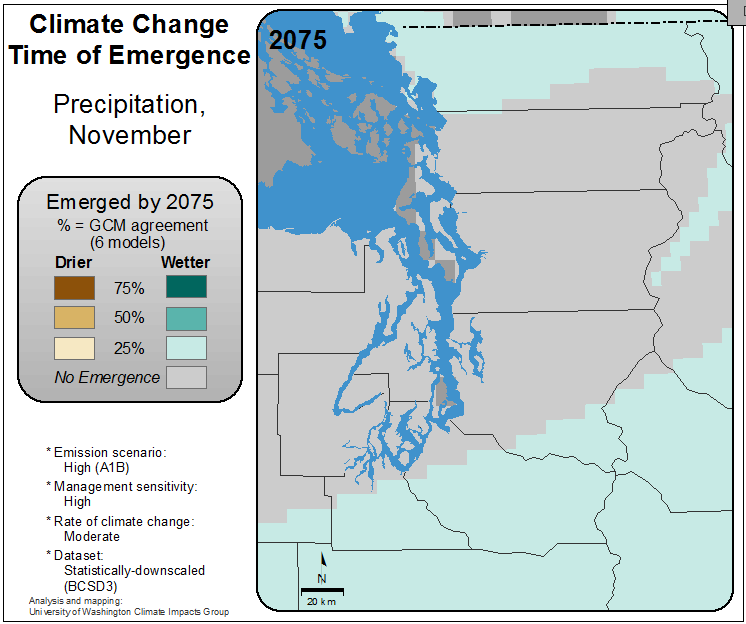 Climate Change
Time of Emergence
Precipitation,
November
Emerged by 2075
% = GCM agreement
(6 models)
Drier Wetter
75%
50%
25%
No Emergence
* Emission scenario:
High (A1B)
* Management sensitivity:
High
* Rate of climate change:
Moderate
* Dataset:
Statistically-downscaled
(BCSD3)
Analysis and mapping:
University of Washington Climate Impacts Group
2075
N
20 km